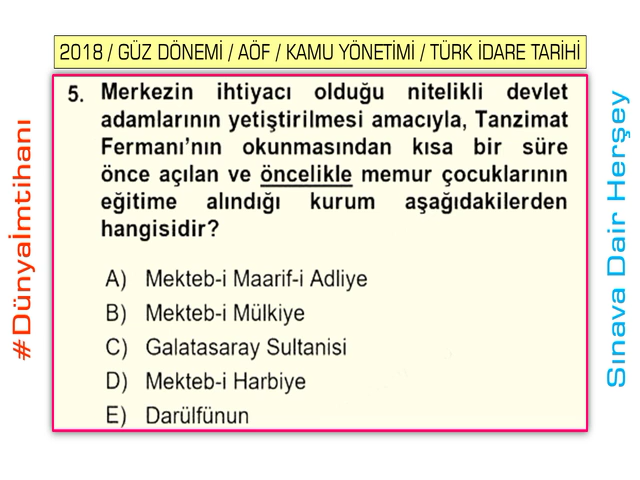 2018 / GÜZ DÖNEMİ / AÖF / KAMU YÖNETİMİ / TÜRK İDARE TARİHİ
#Dünyaİmtihanı
5. Merkezin ihtiyacı olduğu nitelikli devlet
adamlarının yetiştirilmesi amacıyla, Tanzimat
Fermanı'nın okunmasından kısa bir süre
önce açılan ve öncelikle memur çocuklarının
eğitime alındığı kurum aşağıdakilerden
hangisidir?
A) Mekteb-i Maarif-i Adliye
B) Mekteb-i Mülkiye
C) Galatasaray Sultanisi
D) Mekteb-i Harbiye
E) Darülfünun
Sınava Dair Herşey